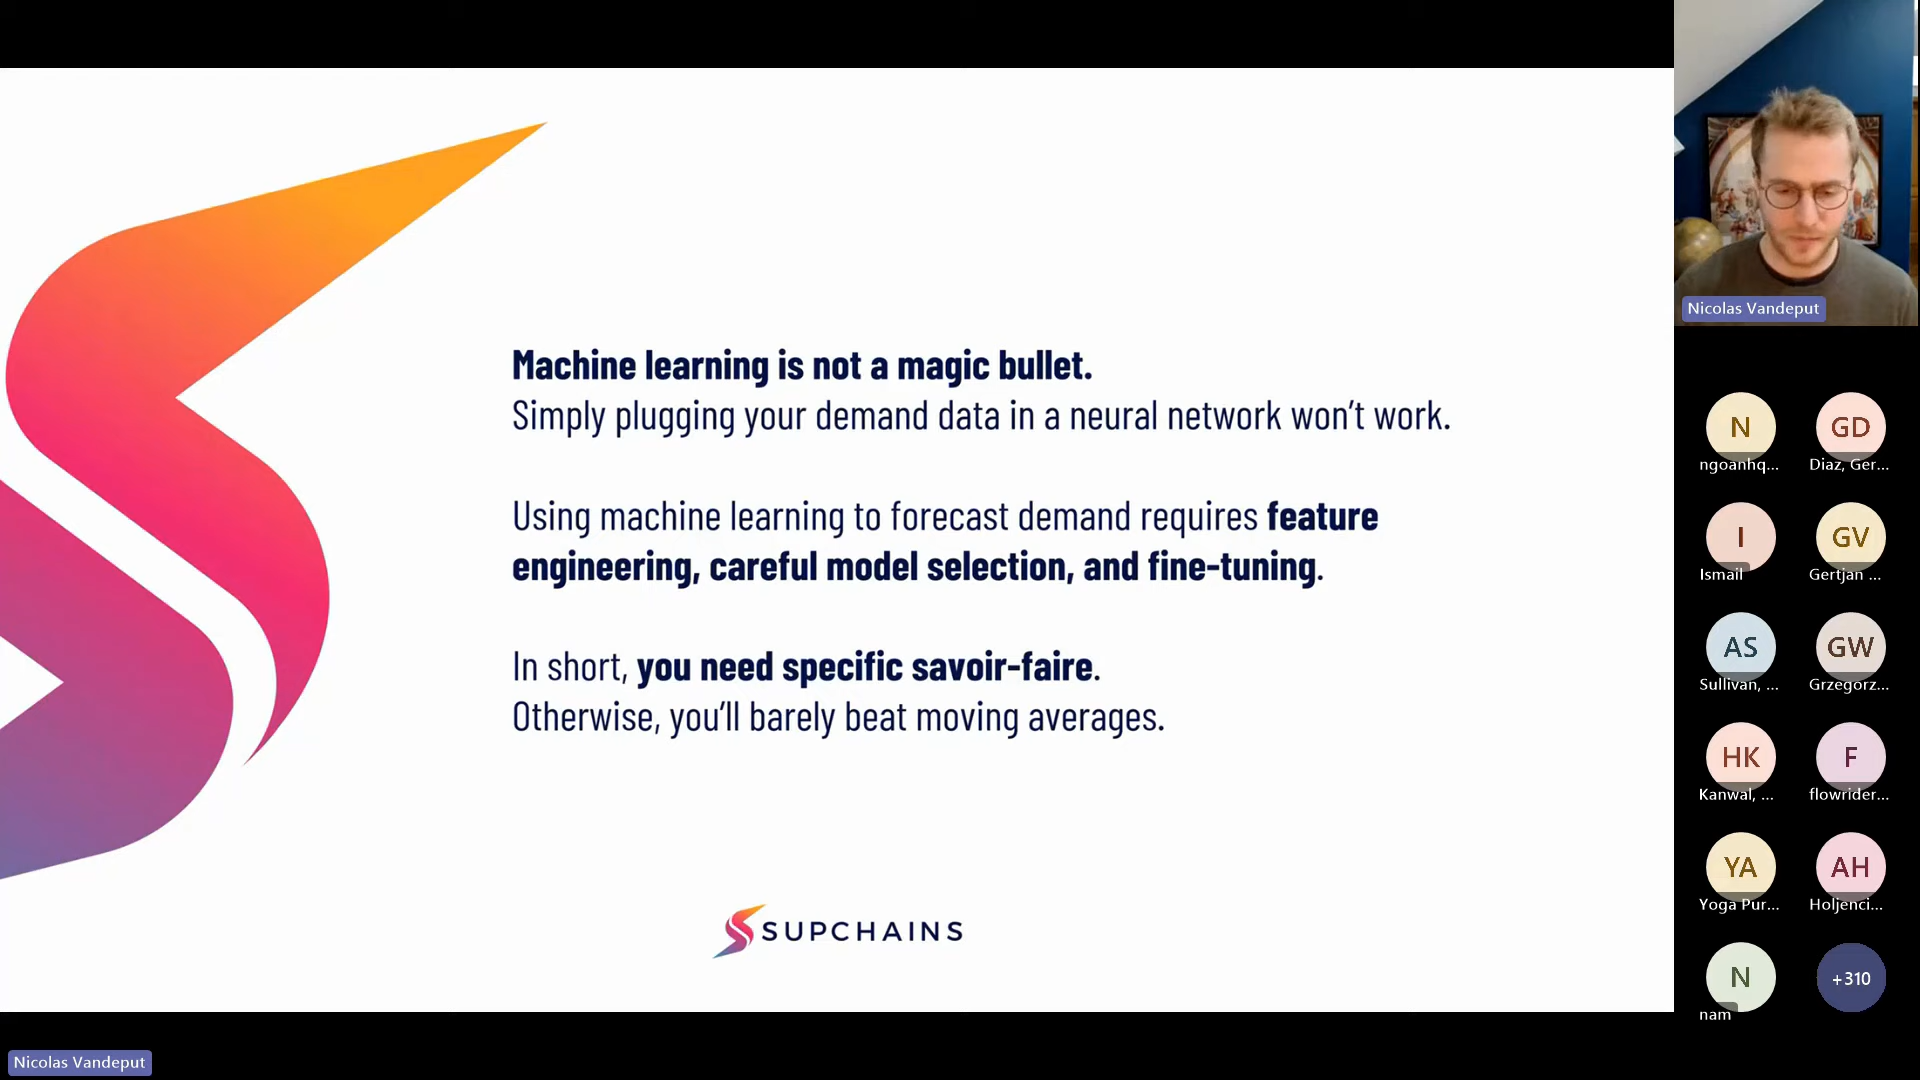 Machine learning is not a magic bullet.
Simply plugging your demand data in a neural network won't work.
Using machine learning to forecast demand requires feature
engineering, careful model selection, and fine-tuning.
In short, you need specific savoir-faire.
Otherwise, you'll barely beat moving averages.
SUPCHAINS
Nicolas Vandeput
Nicolas Vandeput
N
GD
ngoanhq...
Diaz, Ger...
I
GV
Ismail
Gertjan ...
AS
GW
Sullivan, ...
Grzegorz...
HK
F
Kanwal, ...
flowrider...
YA
AH
Yoga Pur...
Holjenci...
N
+310
nam